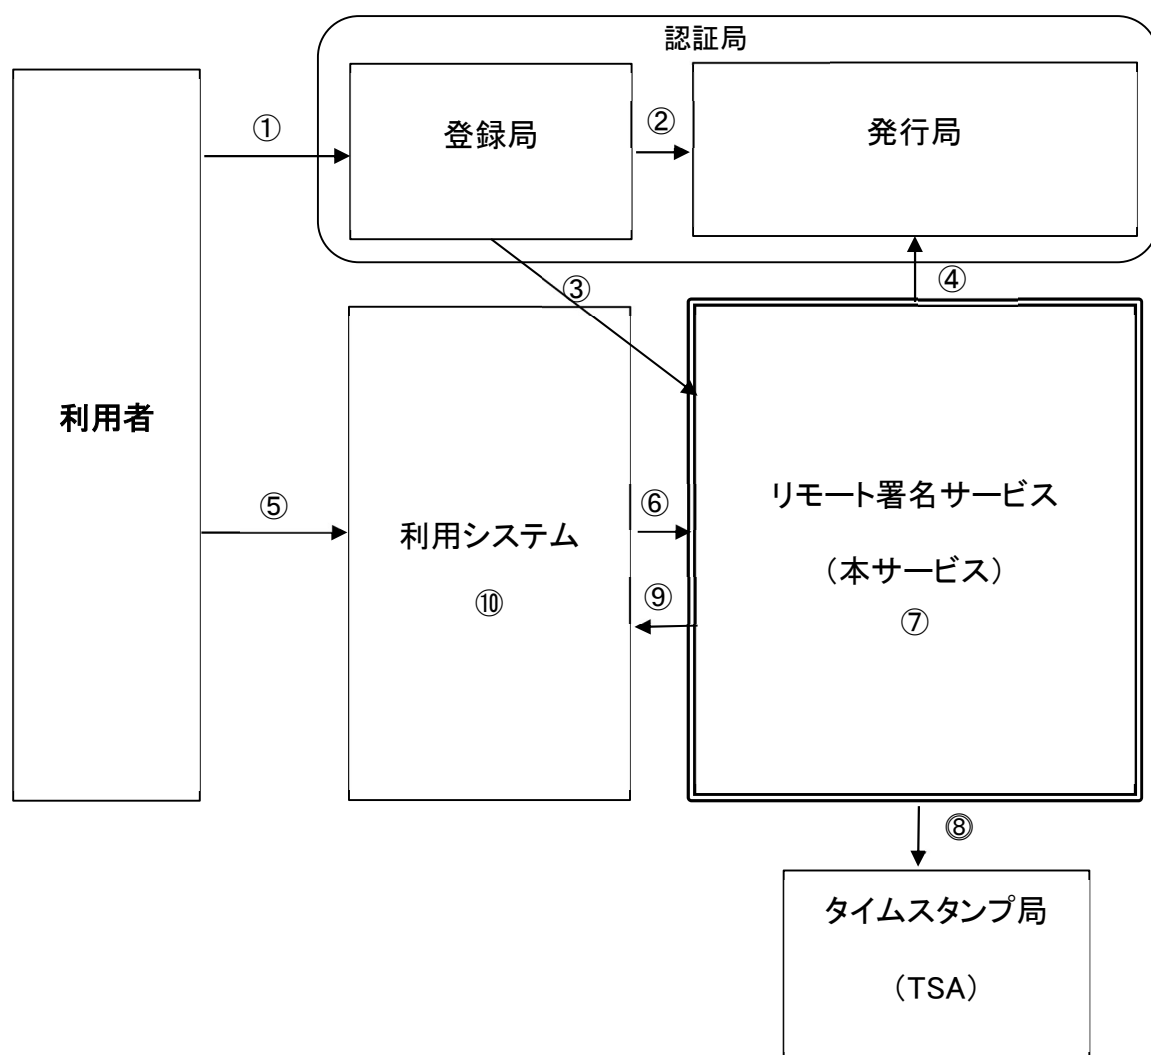 認証局
①
登録局
②
発行局
③
④
利用者
⑤
利用システム
⑩
⑥
⑨
リモート署名サービス
（本サービス）
⑦
⑧
タイムスタンプ局
（TSA）